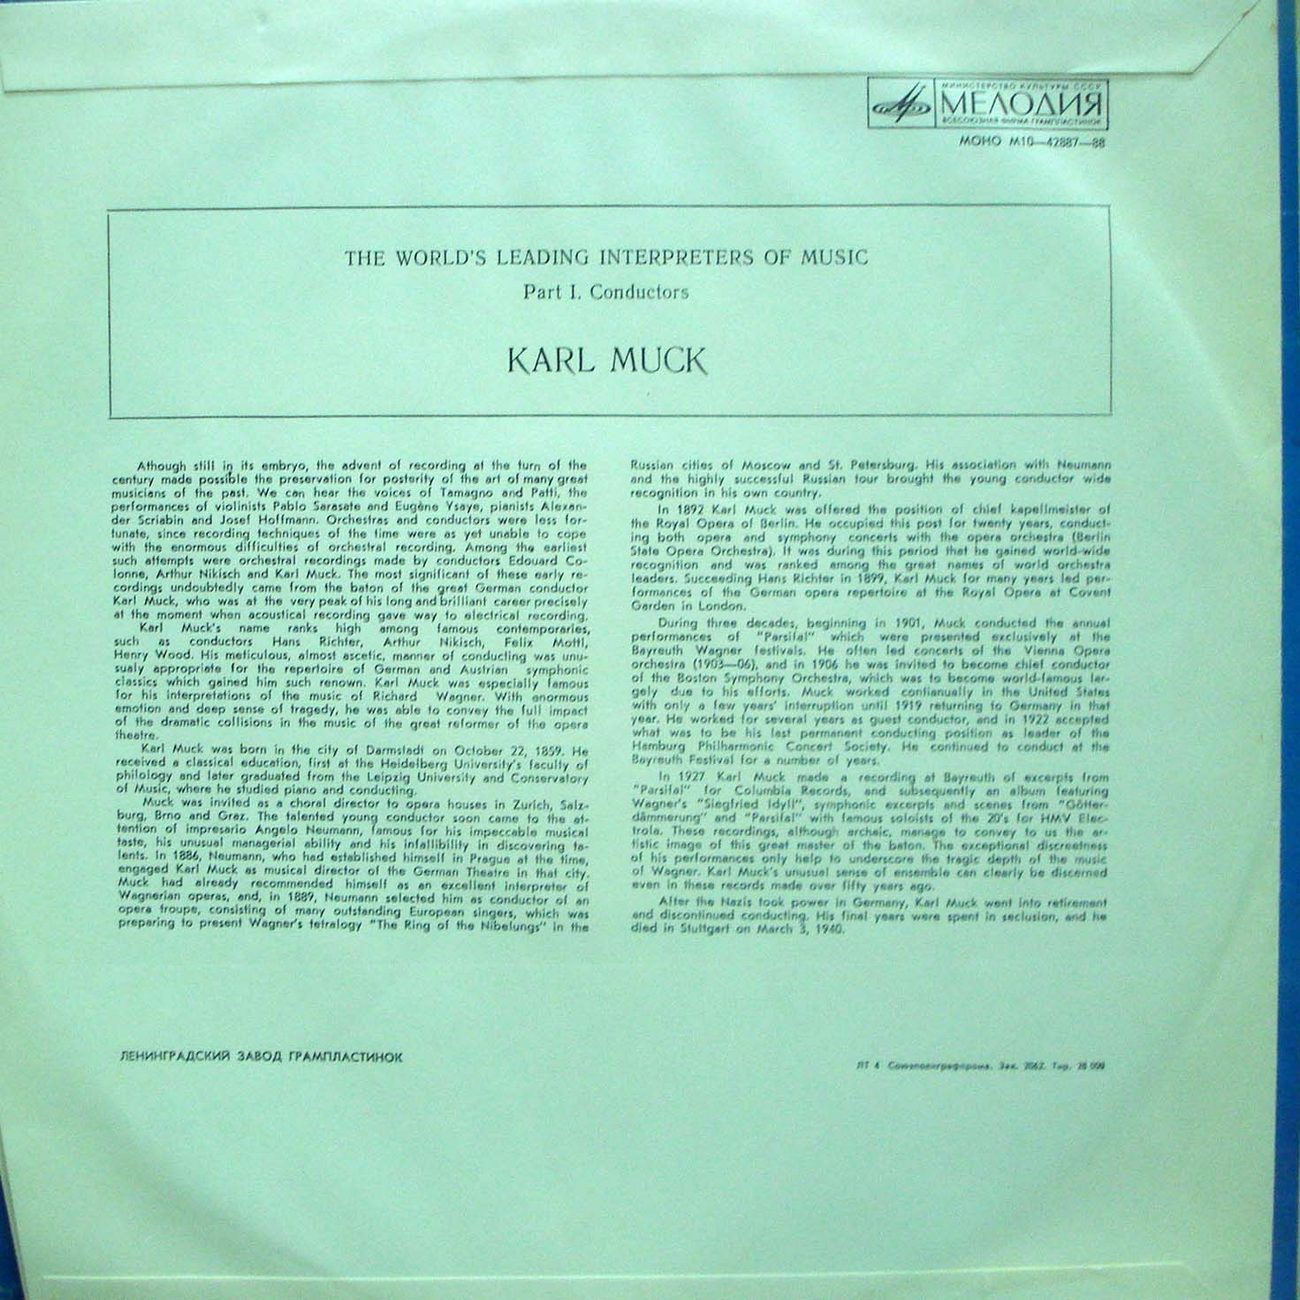 МИНИСТЕРСТВО КУЛЬТУРЫ СССР
МЕЛОДИЯ
ВСЕСОЮЗНАЯ ФИРМА ГРАМПЛАСТИНОК
МОНО М10—42887—88
THE WORLD'S LEADING INTERPRETERS OF MUSIC
Part I. Conductors
KARL MUCK
Athough still in its embryo, the advent of recording at the turn of the
century made possible the preservation for posterity of the art of many great
musicians of the past. We can hear the voices of Tamagno and Patti, the
performances of violinists Pablo Sarasate and Eugène Ysaye, pianists Alexan-
der Scriabin and Josef Hoffmann. Orchestras and conductors were less for-
tunate, since recording techniques of the time were as yet unable to cope
with the enormous difficulties of orchestral recording. Among the earliest
such attempts were orchestral recordings made by conductors Edouard Co-
lonne, Arthur Nikisch and Karl Muck. The most significant of these early re-
cordings undoubtedly came from the baton of the great German conductor
Karl Muck, who was at the very peak of his long and brilliant career precisely
at the moment when acoustical recording gave way to electrical recording.
Karl Muck's name ranks high among famous contemporaries,
such as conductors Hans Richter, Arthur Nikisch, Felix Mottl,
Henry Wood. His meticulous, almost ascetic, manner of conducting was unu-
sualy appropriate for the repertoire of German and Austrian symphonic
classics which gained him such renown. Karl Muck was especially famous
for his interpretations of the music of Richard Wagner. With enormous
emotion and deep sense of tragedy, he was able to convey the full impact
of the dramatic collisions in the music of the great reformer of the opera
theatre.
Karl Muck was born in the city of Darmstadt on October 22, 1859. He
received a classical education, first at the Heidelberg University's faculty of
philology and later graduated from the Leipzig University and Conservatory
of Music, where he studied piano and conducting.
Muck was invited as a choral director to opera houses in Zurich, Salz-
burg, Brno and Graz. The talented young conductor soon came to the at-
tention of impresario Angelo Neumann, famous for his impeccable musical
taste, his unusual managerial ability and his infallibility in discovering ta-
lents. In 1886, Neumann, who had established himself in Prague at the time,
engaged Karl Muck as musical director of the German Theatre in that city.
Muck had already recommended himself as an excellent interpreter of
Wagnerian operas, and, in 1889, Neumann selected him as conductor of an
opera troupe, consisting of many outstanding European singers, which was
preparing to present Wagner's tetralogy "The Ring of the Nibelungs" in the
Russian cities of Moscow and St. Petersburg. His association with Neumann
and the highly successful Russian tour brought the young conductor wide
recognition in his own country.
In 1892 Karl Muck was offered the position of chief kapellmeister of
the Royal Opera of Berlin. He occupied this post for twenty years, conduct-
ing both opera and symphony concerts with the opera orchestra (Berlin
State Opera Orchestra). It was during this period that he gained world-wide
recognition and was ranked among the great names of world orchestra
leaders. Succeeding Hans Richter in 1899, Karl Muck for many years led per-
formances of the German opera repertoire at the Royal Opera at Covent
Garden in London.
During three decades, beginning in 1901, Muck conducted the annual
performances of "Parsifal" which were presented exclusively at the
Bayreuth Wagner festivals. He often led concerts of the Vienna Opera
orchestra (1903—06), and in 1906 he was invited to become chief conductor
of the Boston Symphony Orchestra, which was to become world-famous lar-
gely due to his efforts. Muck worked contianually in the United States
with only a few years' interruption until 1919 returning to Germany in that
year. He worked for several years as guest conductor, and in 1922 accepted
what was to be his last permanent conducting position as leader of the
Hamburg Philharmonic Concert Society. He continued to conduct at the
Bayreuth Festival for a number of years.
In 1927 Karl Muck made a recording at Bayreuth of excerpts from
"Parsifal" for Columbia Records, and subsequently an album featuring
Wagner's "Siegfried Idyll", symphonic excerpts and scenes from "Götter-
dämmerung" and "Parsifal" with famous soloists of the 20's for HMV Elec-
trola. These recordings, although archaic, manage to convey to us the ar-
tistic image of this great master of the baton. The exceptional discreetness
of his performances only help to underscore the tragic depth of the music
of Wagner. Karl Muck's unusual sense of ensemble can clearly be discerned
even in these records made over fifty years ago.
After the Nazis took power in Germany, Karl Muck went into retirement
and discontinued conducting. His final years were spent in seclusion, and he
died in Stuttgart on March 3, 1940.
ЛЕНИНГРАДСКИЙ ЗАВОД ГРАМПЛАСТИНОК
ЛТ 4 Союзполиграфпрома. Зак. 2062. Тир.